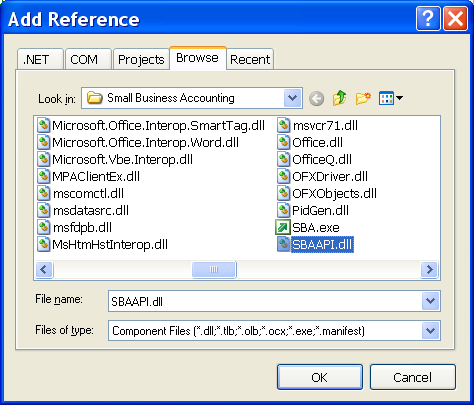 Add Reference
.NET COM Projects Browse Recent
Look in: Small Business Accounting
Microsoft.Office.Interop.SmartTag.dll
Microsoft.Office.Interop.Word.dll
Microsoft.Vbe.Interop.dll
MPAClientEx.dll
mscomctl.dll
msdatasrc.dll
msfdpb.dll
MsHtmHstInterop.dll
msvcr71.dll
Office.dll
OfficeQ.dll
OFXDriver.dll
OFXObjects.dll
PidGen.dll
SBA.exe
SBAAPI.dll
File name: SBAAPI.dll
Files of type: Component Files (*.dll;*.tlb;*.olb;*.ocx;*.exe;*.manifest)
OK Cancel